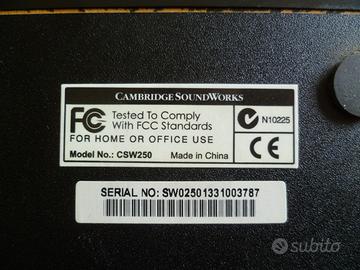 CAMBRIDGE SOUNDWORKS
FC Tested To Comply
With FCC Standards
FOR HOME OR OFFICE USE
Model No.: CSW250 Made in China
N10225
CE
SERIAL NO: SW02501331003787
subito